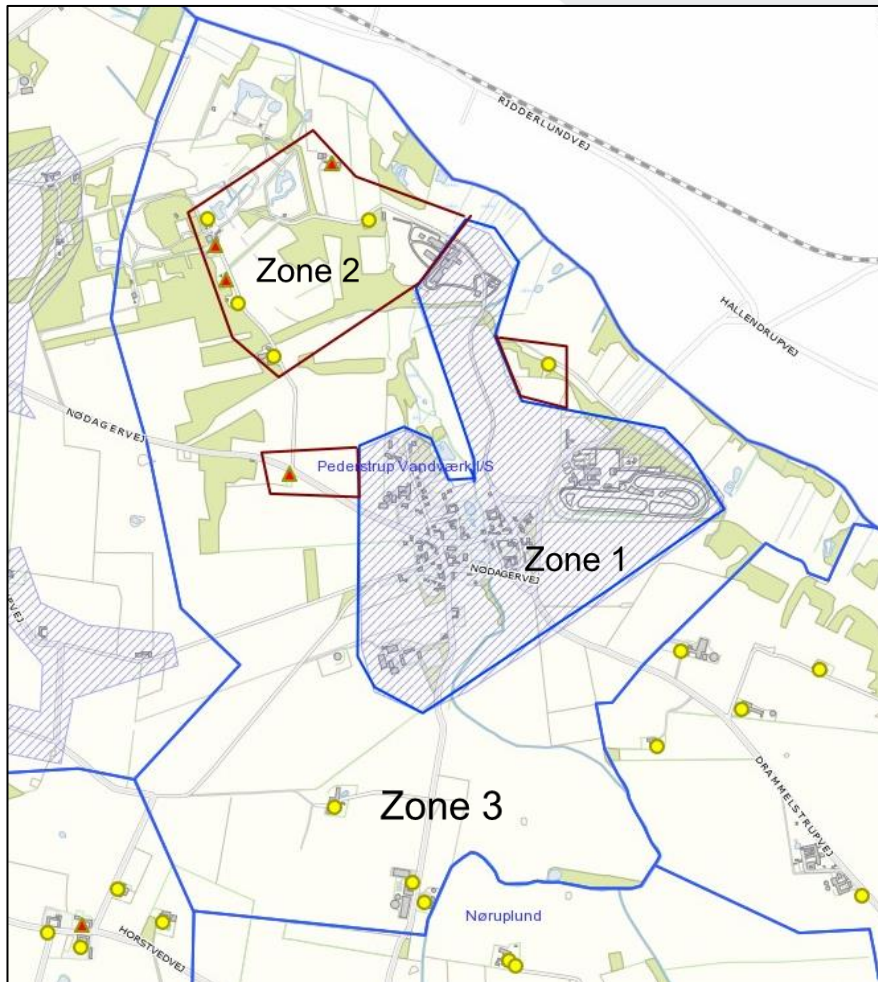 RIDDERLUNDVEJ
HALLENDRUPVEJ
Zone 2
NØDAGERVEJ
Pederstrup Vandværk I/S
Zone 1
NØDAGERVEJ
Zone 3
DRAMMELSTRUPVEJ
Nøruplund
HORSTVEDVEJ